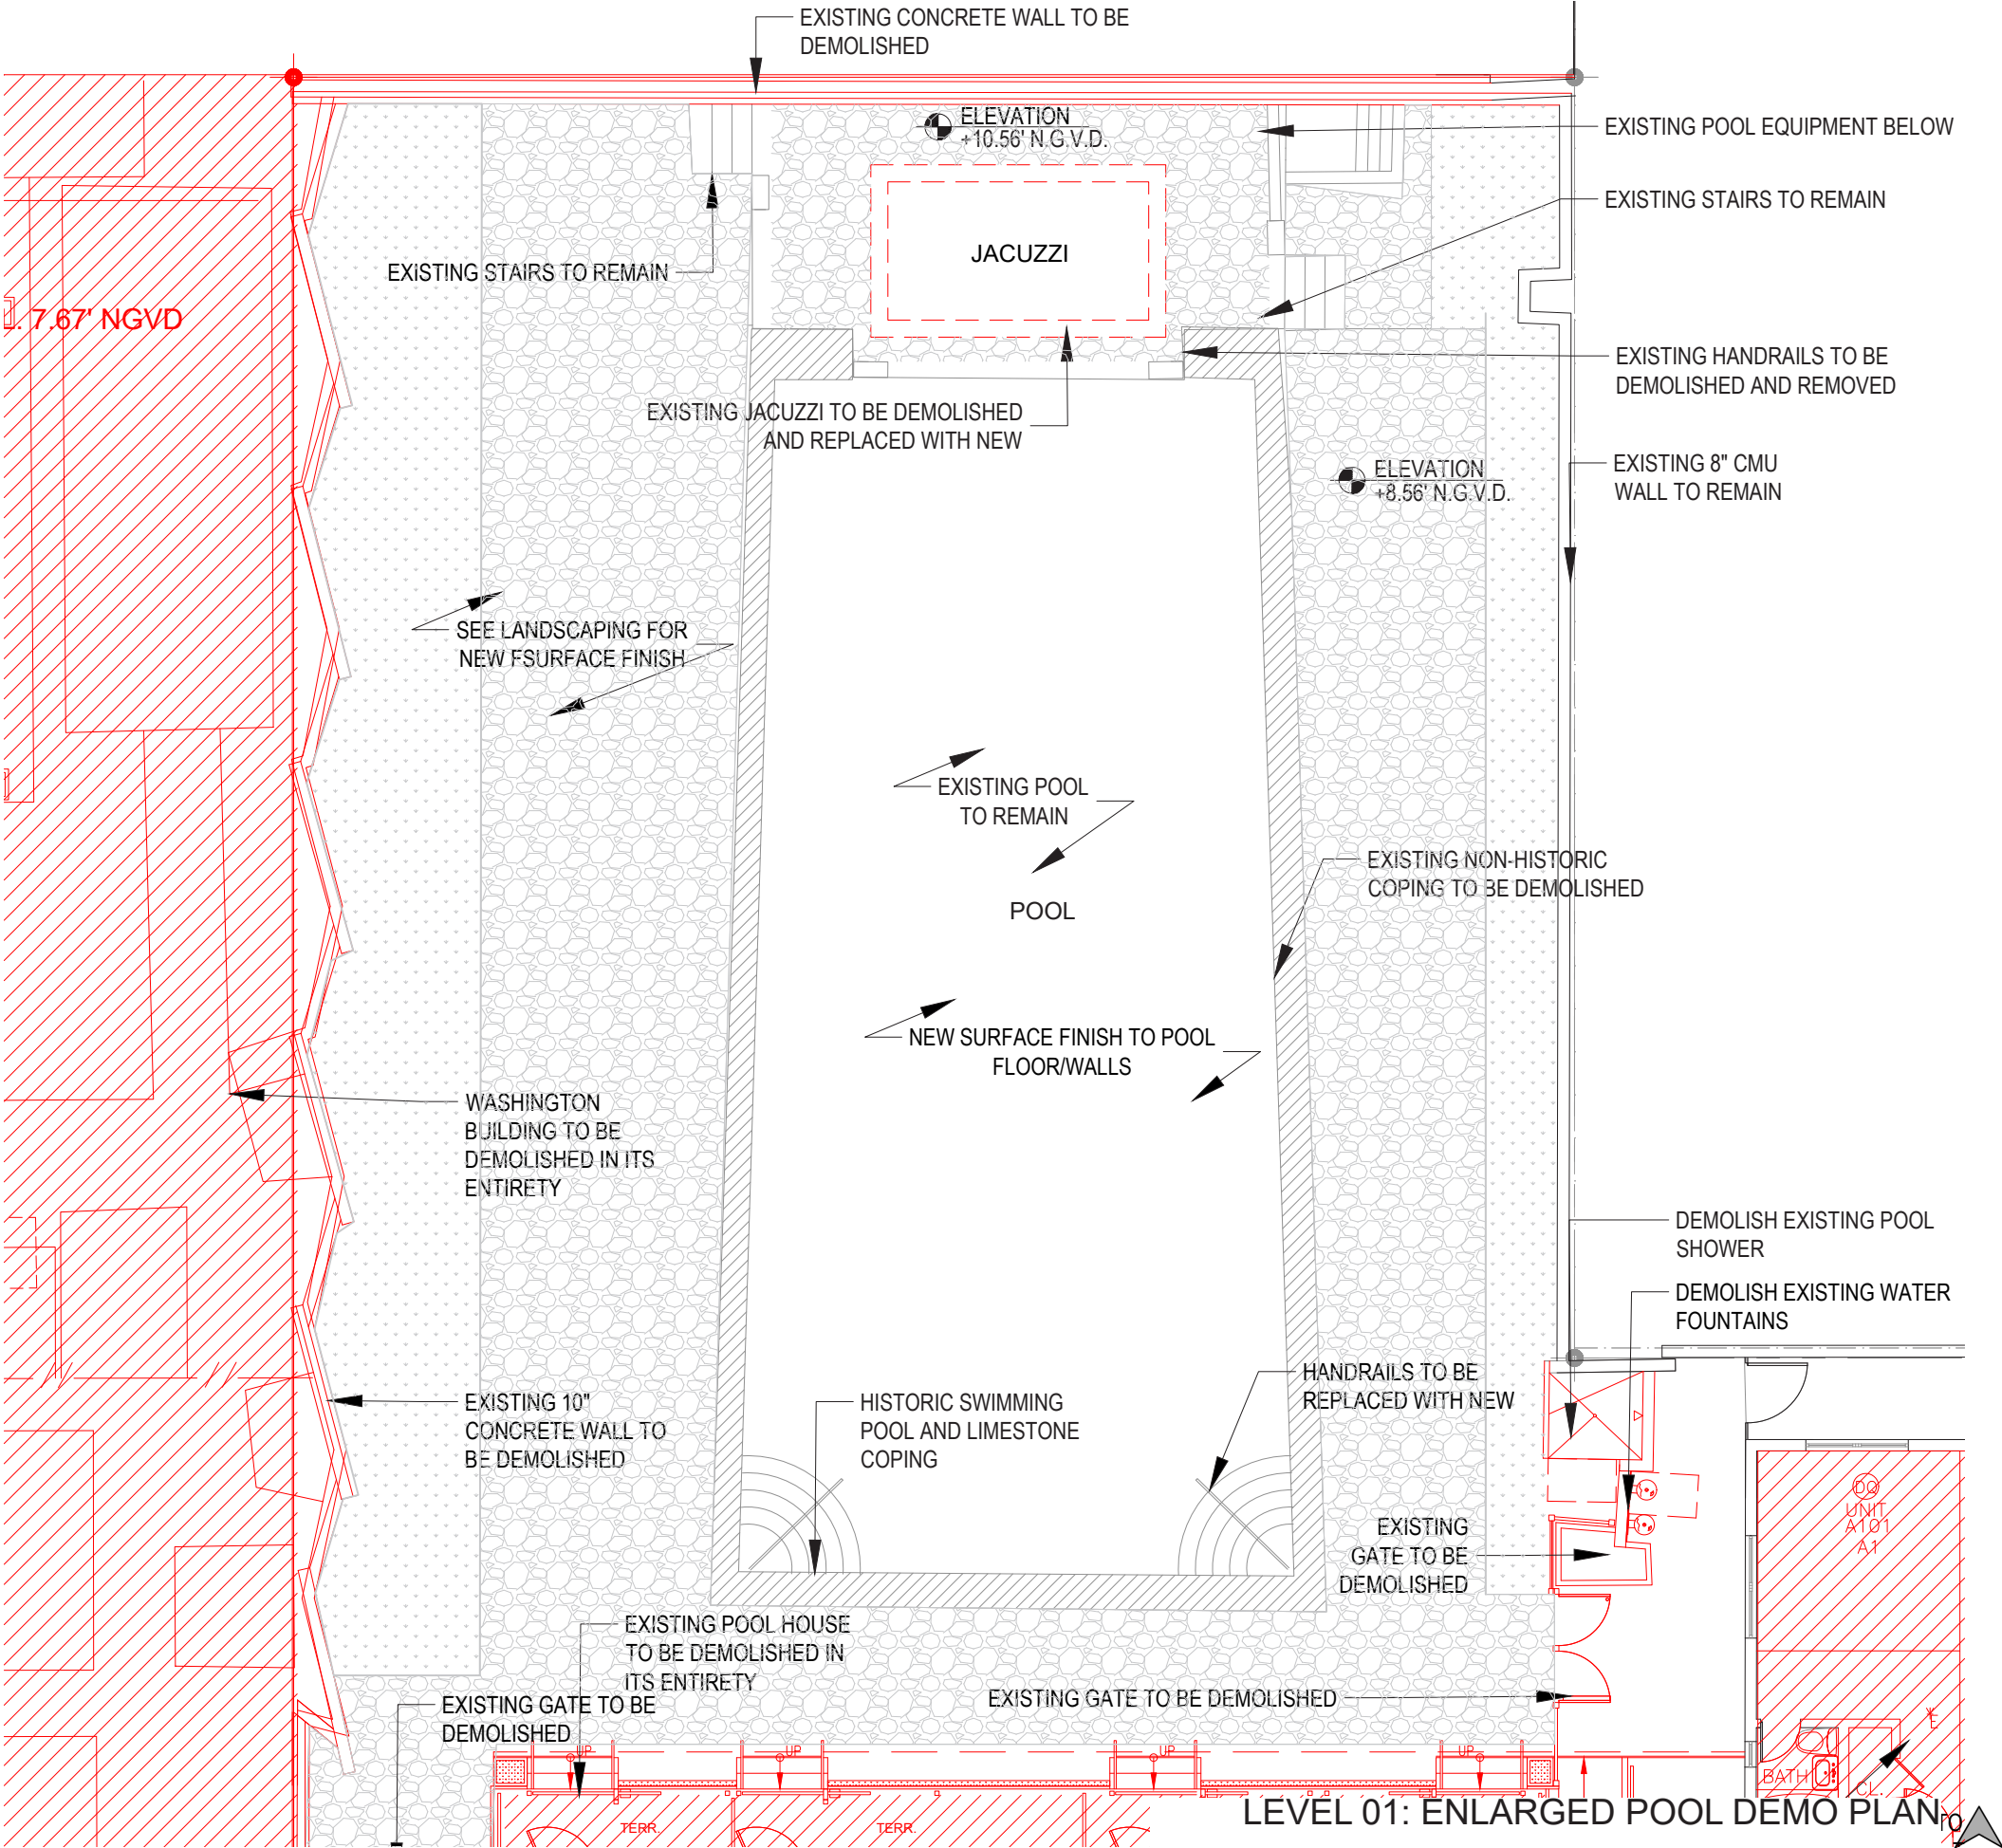 EXISTING CONCRETE WALL TO BE
DEMOLISHED
ELEVATION
+10.56' N.G.V.D.
EXISTING POOL EQUIPMENT BELOW
EXISTING STAIRS TO REMAIN
JACUZZI
EXISTING STAIRS TO REMAIN
7.67' NGVD
EXISTING HANDRAILS TO BE
DEMOLISHED AND REMOVED
EXISTING JACUZZI TO BE DEMOLISHED
AND REPLACED WITH NEW
ELEVATION
+8.56' N.G.V.D.
EXISTING 8" CMU
WALL TO REMAIN
SEE LANDSCAPING FOR
NEW FSURFACE FINISH
EXISTING POOL
TO REMAIN
EXISTING NON-HISTORIC
COPING TO BE DEMOLISHED
POOL
NEW SURFACE FINISH TO POOL
FLOOR/WALLS
WASHINGTON
BUILDING TO BE
DEMOLISHED IN ITS
ENTIRETY
DEMOLISH EXISTING POOL
SHOWER
DEMOLISH EXISTING WATER
FOUNTAINS
HANDRAILS TO BE
REPLACED WITH NEW
EXISTING 10"
CONCRETE WALL TO
BE DEMOLISHED
HISTORIC SWIMMING
POOL AND LIMESTONE
COPING
DQ
UNIT
A101
A1
EXISTING
GATE TO BE
DEMOLISHED
EXISTING POOL HOUSE
TO BE DEMOLISHED IN
ITS ENTIRETY
EXISTING GATE TO BE
DEMOLISHED
EXISTING GATE TO BE DEMOLISHED
UP
UP
UP
UP
BATH
CL.
TERR.
TERR.
LEVEL 01: ENLARGED POOL DEMO PLAN